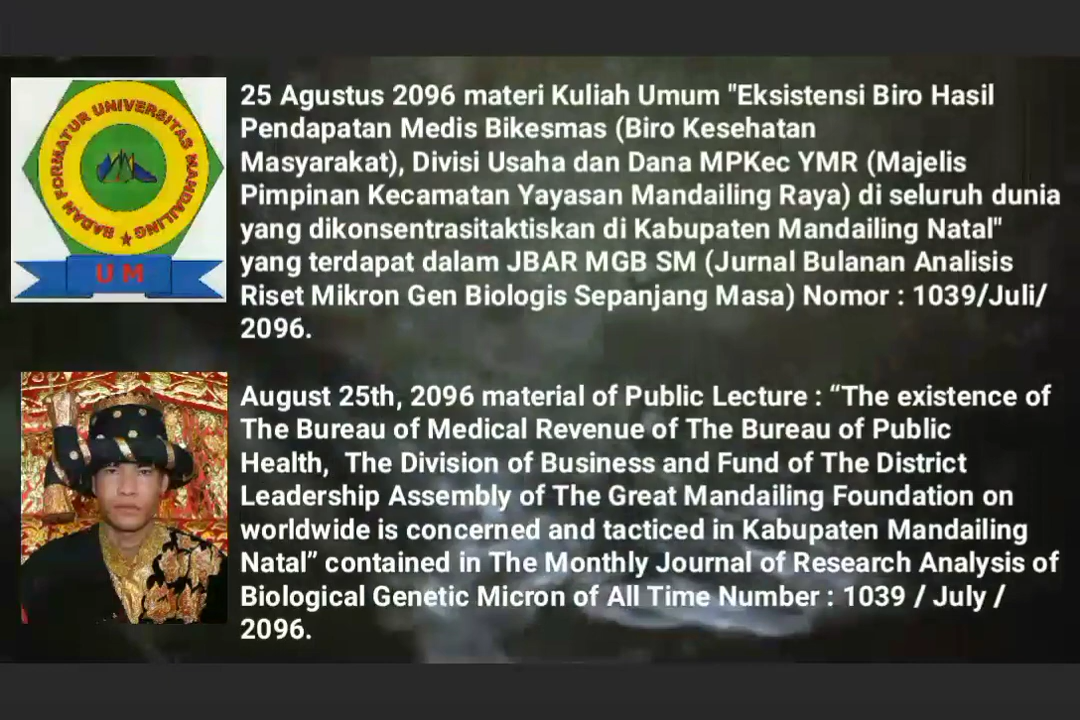 BADAN FORMATUR UNIVERSITAS MANDAILING
UM
25 Agustus 2096 materi Kuliah Umum "Eksistensi Biro Hasil
Pendapatan Medis Bikesmas (Biro Kesehatan
Masyarakat), Divisi Usaha dan Dana MPKec YMR (Majelis
Pimpinan Kecamatan Yayasan Mandailing Raya) di seluruh dunia
yang dikonsentrasitaktiskan di Kabupaten Mandailing Natal"
yang terdapat dalam JBAR MGB SM (Jurnal Bulanan Analisis
Riset Mikron Gen Biologis Sepanjang Masa) Nomor : 1039/Juli/
2096.
August 25th, 2096 material of Public Lecture : “The existence of
The Bureau of Medical Revenue of The Bureau of Public
Health,  The Division of Business and Fund of The District
Leadership Assembly of The Great Mandailing Foundation on
worldwide is concerned and tacticed in Kabupaten Mandailing
Natal” contained in The Monthly Journal of Research Analysis of
Biological Genetic Micron of All Time Number : 1039 / July /
2096.